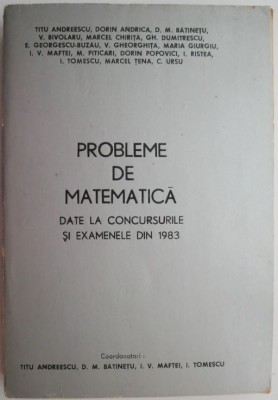 TITU ANDREESCU, DORIN ANDRICA, D. M. BĂTINEȚU,
V. BIVOLARU, MARCEL CHIRIȚĂ, GH. DUMITRESCU,
E. GEORGESCU-BUZĂU, V. GHEORGHIȚĂ, MARIA GIURGIU,
I. V. MAFTEI, M. PITICARI, DORIN POPOVICI, I. RISTEA,
I. TOMESCU, MARCEL ȚENA, C. URSU
PROBLEME
DE
MATEMATICĂ
DATE LA CONCURSURILE
ȘI EXAMENELE DIN 1983
Coordonatori :
TITU ANDREESCU, D. M. BĂTINEȚU, I. V. MAFTEI, I. TOMESCU